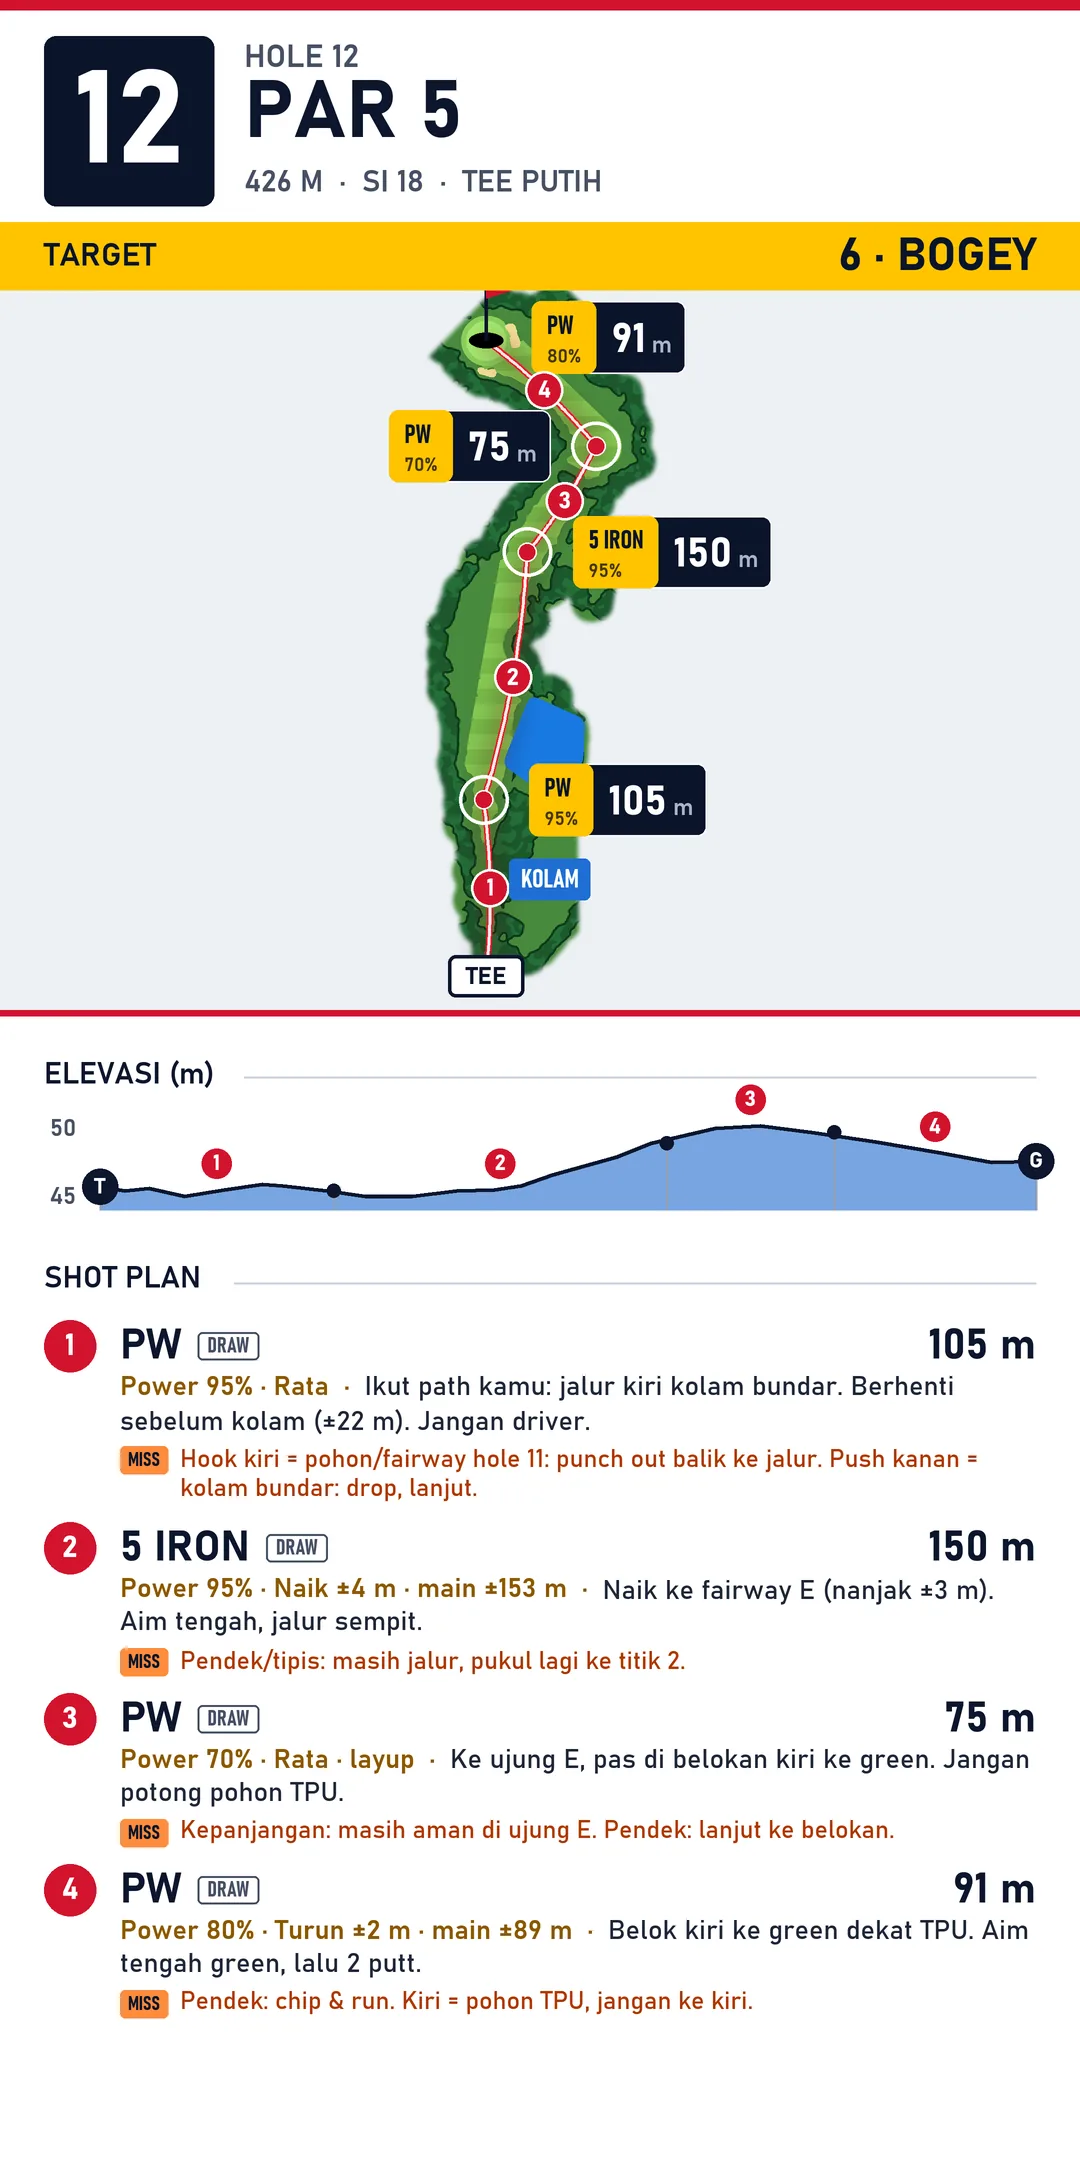 12
HOLE 12
PAR 5
426 M · SI 18 · TEE PUTIH
TARGET
6 · BOGEY
PW
80%
91 m
4
PW
70%
75 m
3
5 IRON
95%
150 m
2
PW
95%
105 m
1
KOLAM
TEE
ELEVASI (m)
50
45
T
1
2
3
4
G
SHOT PLAN
1
PW DRAW 105 m
Power 95% · Rata · Ikut path kamu: jalur kiri kolam bundar. Berhenti
sebelum kolam (±22 m). Jangan driver.
MISS Hook kiri = pohon/fairway hole 11: punch out balik ke jalur. Push kanan =
kolam bundar: drop, lanjut.
2
5 IRON DRAW 150 m
Power 95% · Naik ±4 m · main ±153 m · Naik ke fairway E (nanjak ±3 m).
Aim tengah, jalur sempit.
MISS Pendek/tipis: masih jalur, pukul lagi ke titik 2.
3
PW DRAW 75 m
Power 70% · Rata · layup · Ke ujung E, pas di belokan kiri ke green. Jangan
potong pohon TPU.
MISS Kepanjangan: masih aman di ujung E. Pendek: lanjut ke belokan.
4
PW DRAW 91 m
Power 80% · Turun ±2 m · main ±89 m · Belok kiri ke green dekat TPU. Aim
tengah green, lalu 2 putt.
MISS Pendek: chip & run. Kiri = pohon TPU, jangan ke kiri.